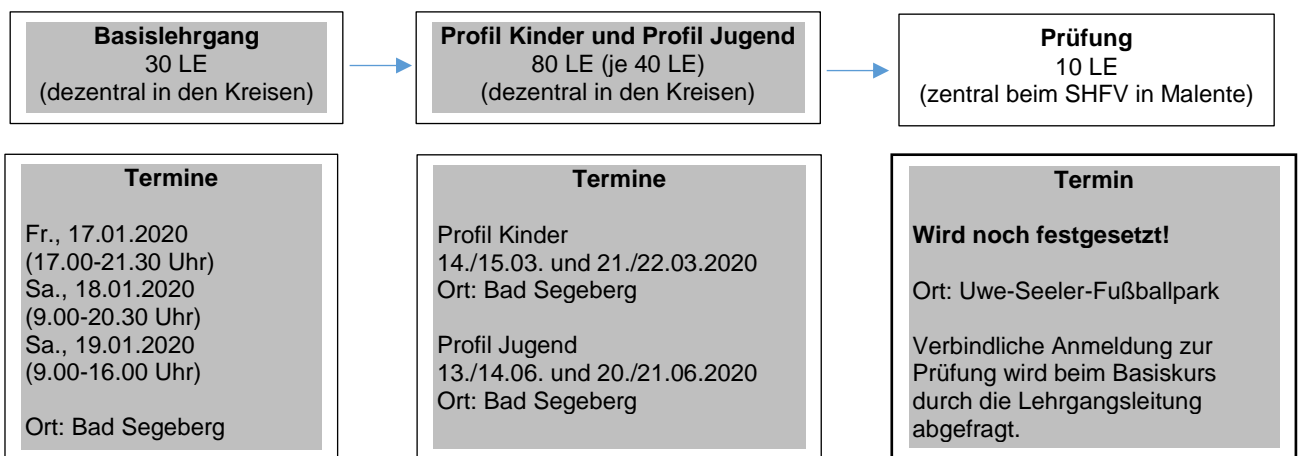 Basislehrgang
30 LE
(dezentral in den Kreisen)
Profil Kinder und Profil Jugend
80 LE (je 40 LE)
(dezentral in den Kreisen)
Prüfung
10 LE
(zentral beim SHFV in Malente)
Termine
Fr., 17.01.2020
(17.00-21.30 Uhr)
Sa., 18.01.2020
(9.00-20.30 Uhr)
Sa., 19.01.2020
(9.00-16.00 Uhr)
Ort: Bad Segeberg
Termine
Profil Kinder
14./15.03. und 21./22.03.2020
Ort: Bad Segeberg
Profil Jugend
13./14.06. und 20./21.06.2020
Ort: Bad Segeberg
Termin
Wird noch festgesetzt!
Ort: Uwe-Seeler-Fußballpark
Verbindliche Anmeldung zur
Prüfung wird beim Basiskurs
durch die Lehrgangsleitung
abgefragt.